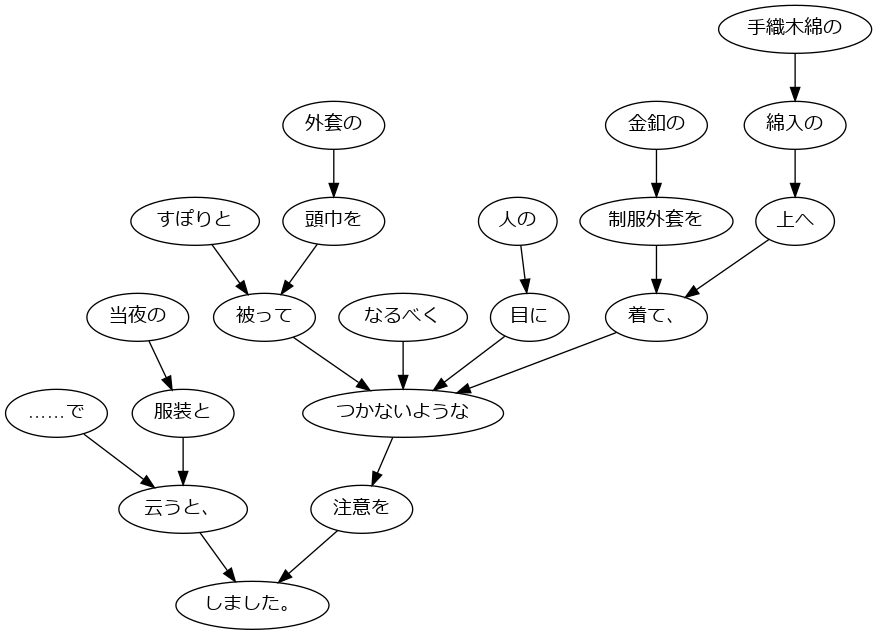 手織木綿の
外套の
金釦の
綿入の
すぽりと
頭巾を
人の
制服外套を
上へ
当夜の
被って
なるべく
目に
着て、
……で
服装と
つかないような
云うと、
注意を
しました。